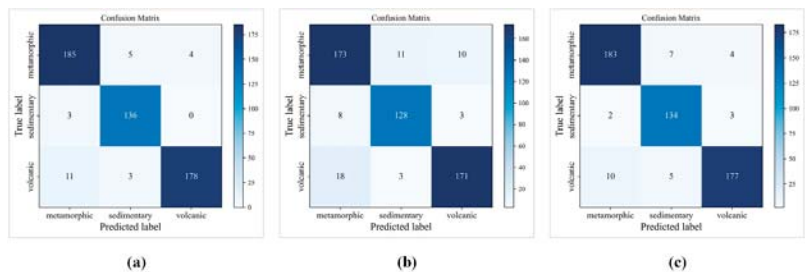 Confusion Matrix
True label
metamorphic
sedimentary
volcanic
185 5 4
3 136 0
11 3 178
metamorphic sedimentary volcanic
Predicted label
175
150
125
100
75
50
25
0
(a)
Confusion Matrix
True label
metamorphic
sedimentary
volcanic
173 11 10
8 128 3
18 3 171
metamorphic sedimentary volcanic
Predicted label
160
140
120
100
80
60
40
20
(b)
Confusion Matrix
True label
metamorphic
sedimentary
volcanic
183 7 4
2 134 3
10 5 177
metamorphic sedimentary volcanic
Predicted label
175
150
125
100
75
50
25
(c)